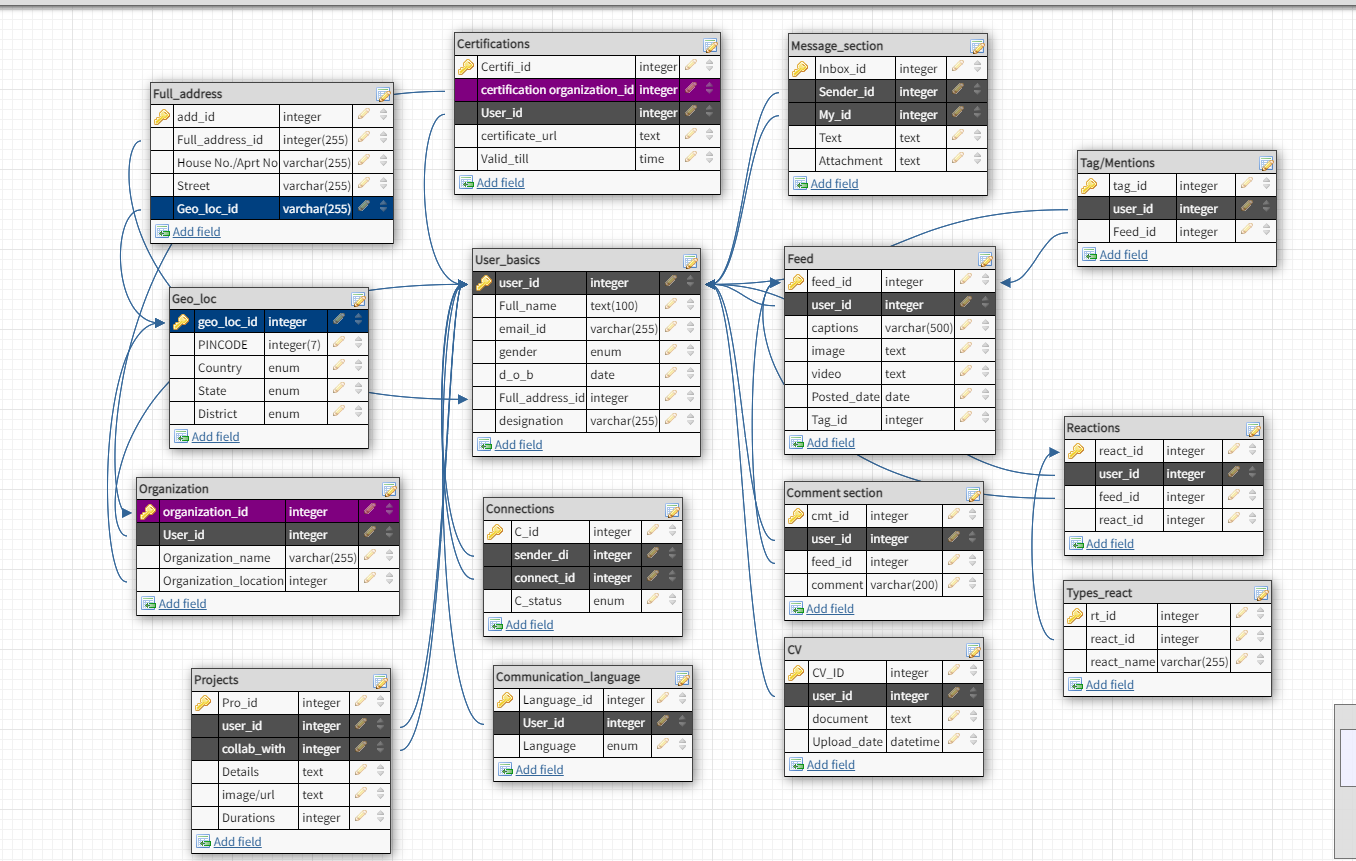 Full_address
add_id integer
Full_address_id integer(255)
House No./Aprt No varchar(255)
Street varchar(255)
Geo_loc_id varchar(255)
Add field
Certifications
Certifi_id integer
certification organization_id integer
User_id integer
certificate_url text
Valid_till time
Add field
Message_section
Inbox_id integer
Sender_id integer
My_id integer
Text text
Attachment text
Add field
Tag/Mentions
tag_id integer
user_id integer
Feed_id integer
Add field
Geo_loc
geo_loc_id integer
PINCODE integer(7)
Country enum
State enum
District enum
Add field
User_basics
user_id integer
Full_name text(100)
email_id varchar(255)
gender enum
d_o_b date
Full_address_id integer
designation varchar(255)
Add field
Feed
feed_id integer
user_id integer
captions varchar(500)
image text
video text
Posted_date date
Tag_id integer
Add field
Reactions
react_id integer
user_id integer
feed_id integer
react_id integer
Add field
Organization
organization_id integer
User_id integer
Organization_name varchar(255)
Organization_location integer
Add field
Connections
C_id integer
sender_di integer
connect_id integer
C_status enum
Add field
Comment section
cmt_id integer
user_id integer
feed_id integer
comment varchar(200)
Add field
Types_react
rt_id integer
react_id integer
react_name varchar(255)
Add field
Projects
Pro_id integer
user_id integer
collab_with integer
Details text
image/url text
Durations integer
Add field
Communication_language
Language_id integer
User_id integer
Language enum
Add field
CV
CV_ID integer
user_id integer
document text
Upload_date datetime
Add field